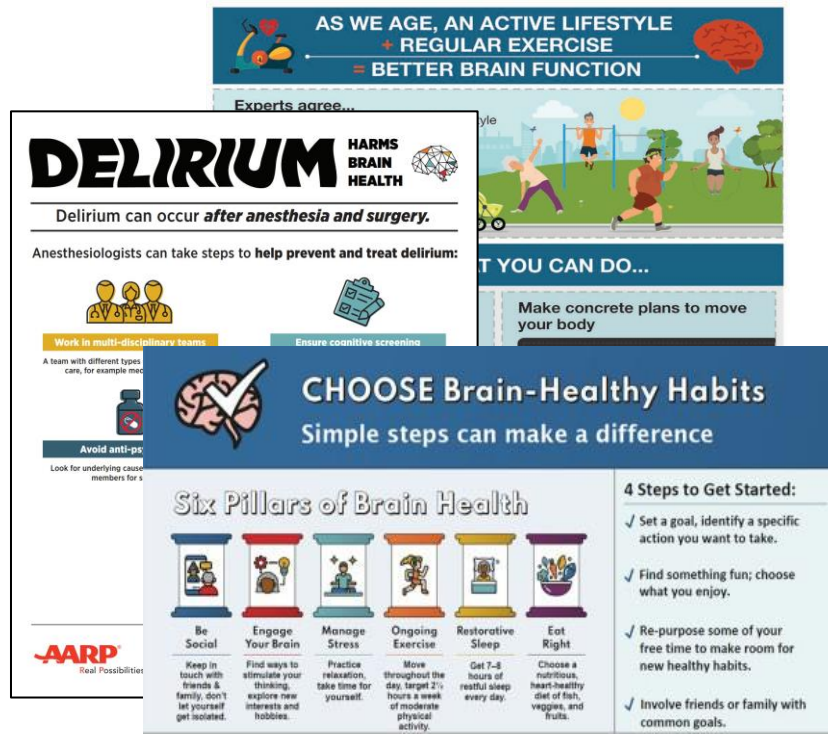 AS WE AGE, AN ACTIVE LIFESTYLE
+ REGULAR EXERCISE
= BETTER BRAIN FUNCTION
Experts agree...
T YOU CAN DO...
Make concrete plans to move
your body
DELIRIUM
HARMS
BRAIN
HEALTH
Delirium can occur after anesthesia and surgery.
Anesthesiologists can take steps to help prevent and treat delirium:
Work in multi-disciplinary teams
A team with different types
care, for example
Ensure cognitive screening
Avoid
Look for underlying
members for
AARP
Real Possibilities
CHOOSE Brain-Healthy Habits
Simple steps can make a difference
Six Pillars of Brain Health
Be
Social
Keep in
touch with
friends &
family, don't
let yourself
get isolated.
Engage
Your Brain
Find ways to
stimulate your
thinking,
explore new
interests and
hobbies.
Manage
Stress
Practice
relaxation,
take time for
yourself.
Ongoing
Exercise
Move
throughout the
day, target 2½
hours a week
of moderate
physical
activity.
Restorative
Sleep
Get 7–8
hours of
restful sleep
every day.
Eat
Right
Choose a
nutritious,
heart-healthy
diet of fish,
veggies, and
fruits.
4 Steps to Get Started:
✓ Set a goal, identify a specific
action you want to take.
✓ Find something fun; choose
what you enjoy.
✓ Re-purpose some of your
free time to make room for
new healthy habits.
✓ Involve friends or family with
common goals.